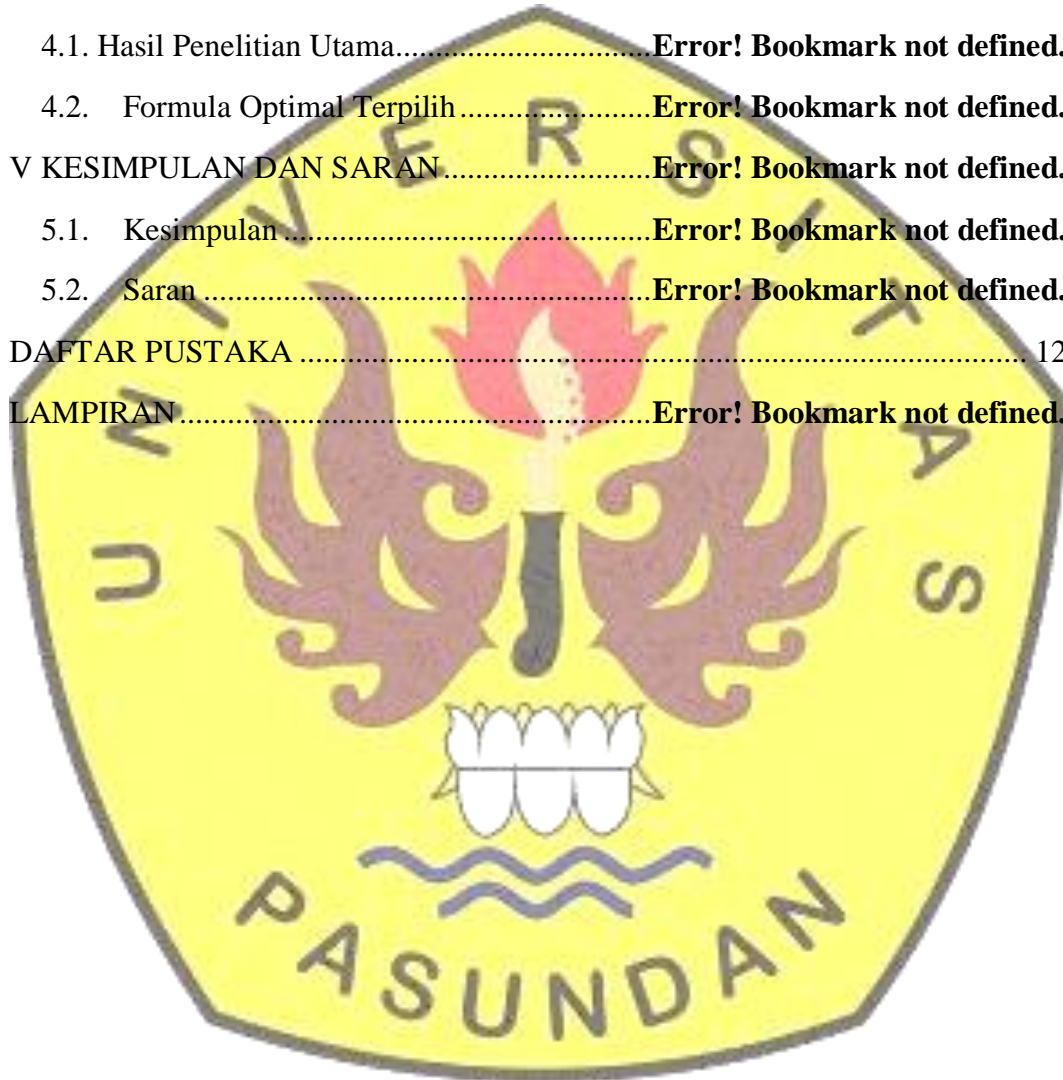 4.1. Hasil Penelitian Utama................................Error! Bookmark not defined.
4.2. Formula Optimal Terpilih........................Error! Bookmark not defined.
V KESIMPULAN DAN SARAN..........................Error! Bookmark not defined.
5.1. Kesimpulan..............................................Error! Bookmark not defined.
5.2. Saran........................................................Error! Bookmark not defined.
DAFTAR PUSTAKA........................................................................................... 12
LAMPIRAN...........................................................Error! Bookmark not defined.
UNIVERSITAS
PASUNDAN